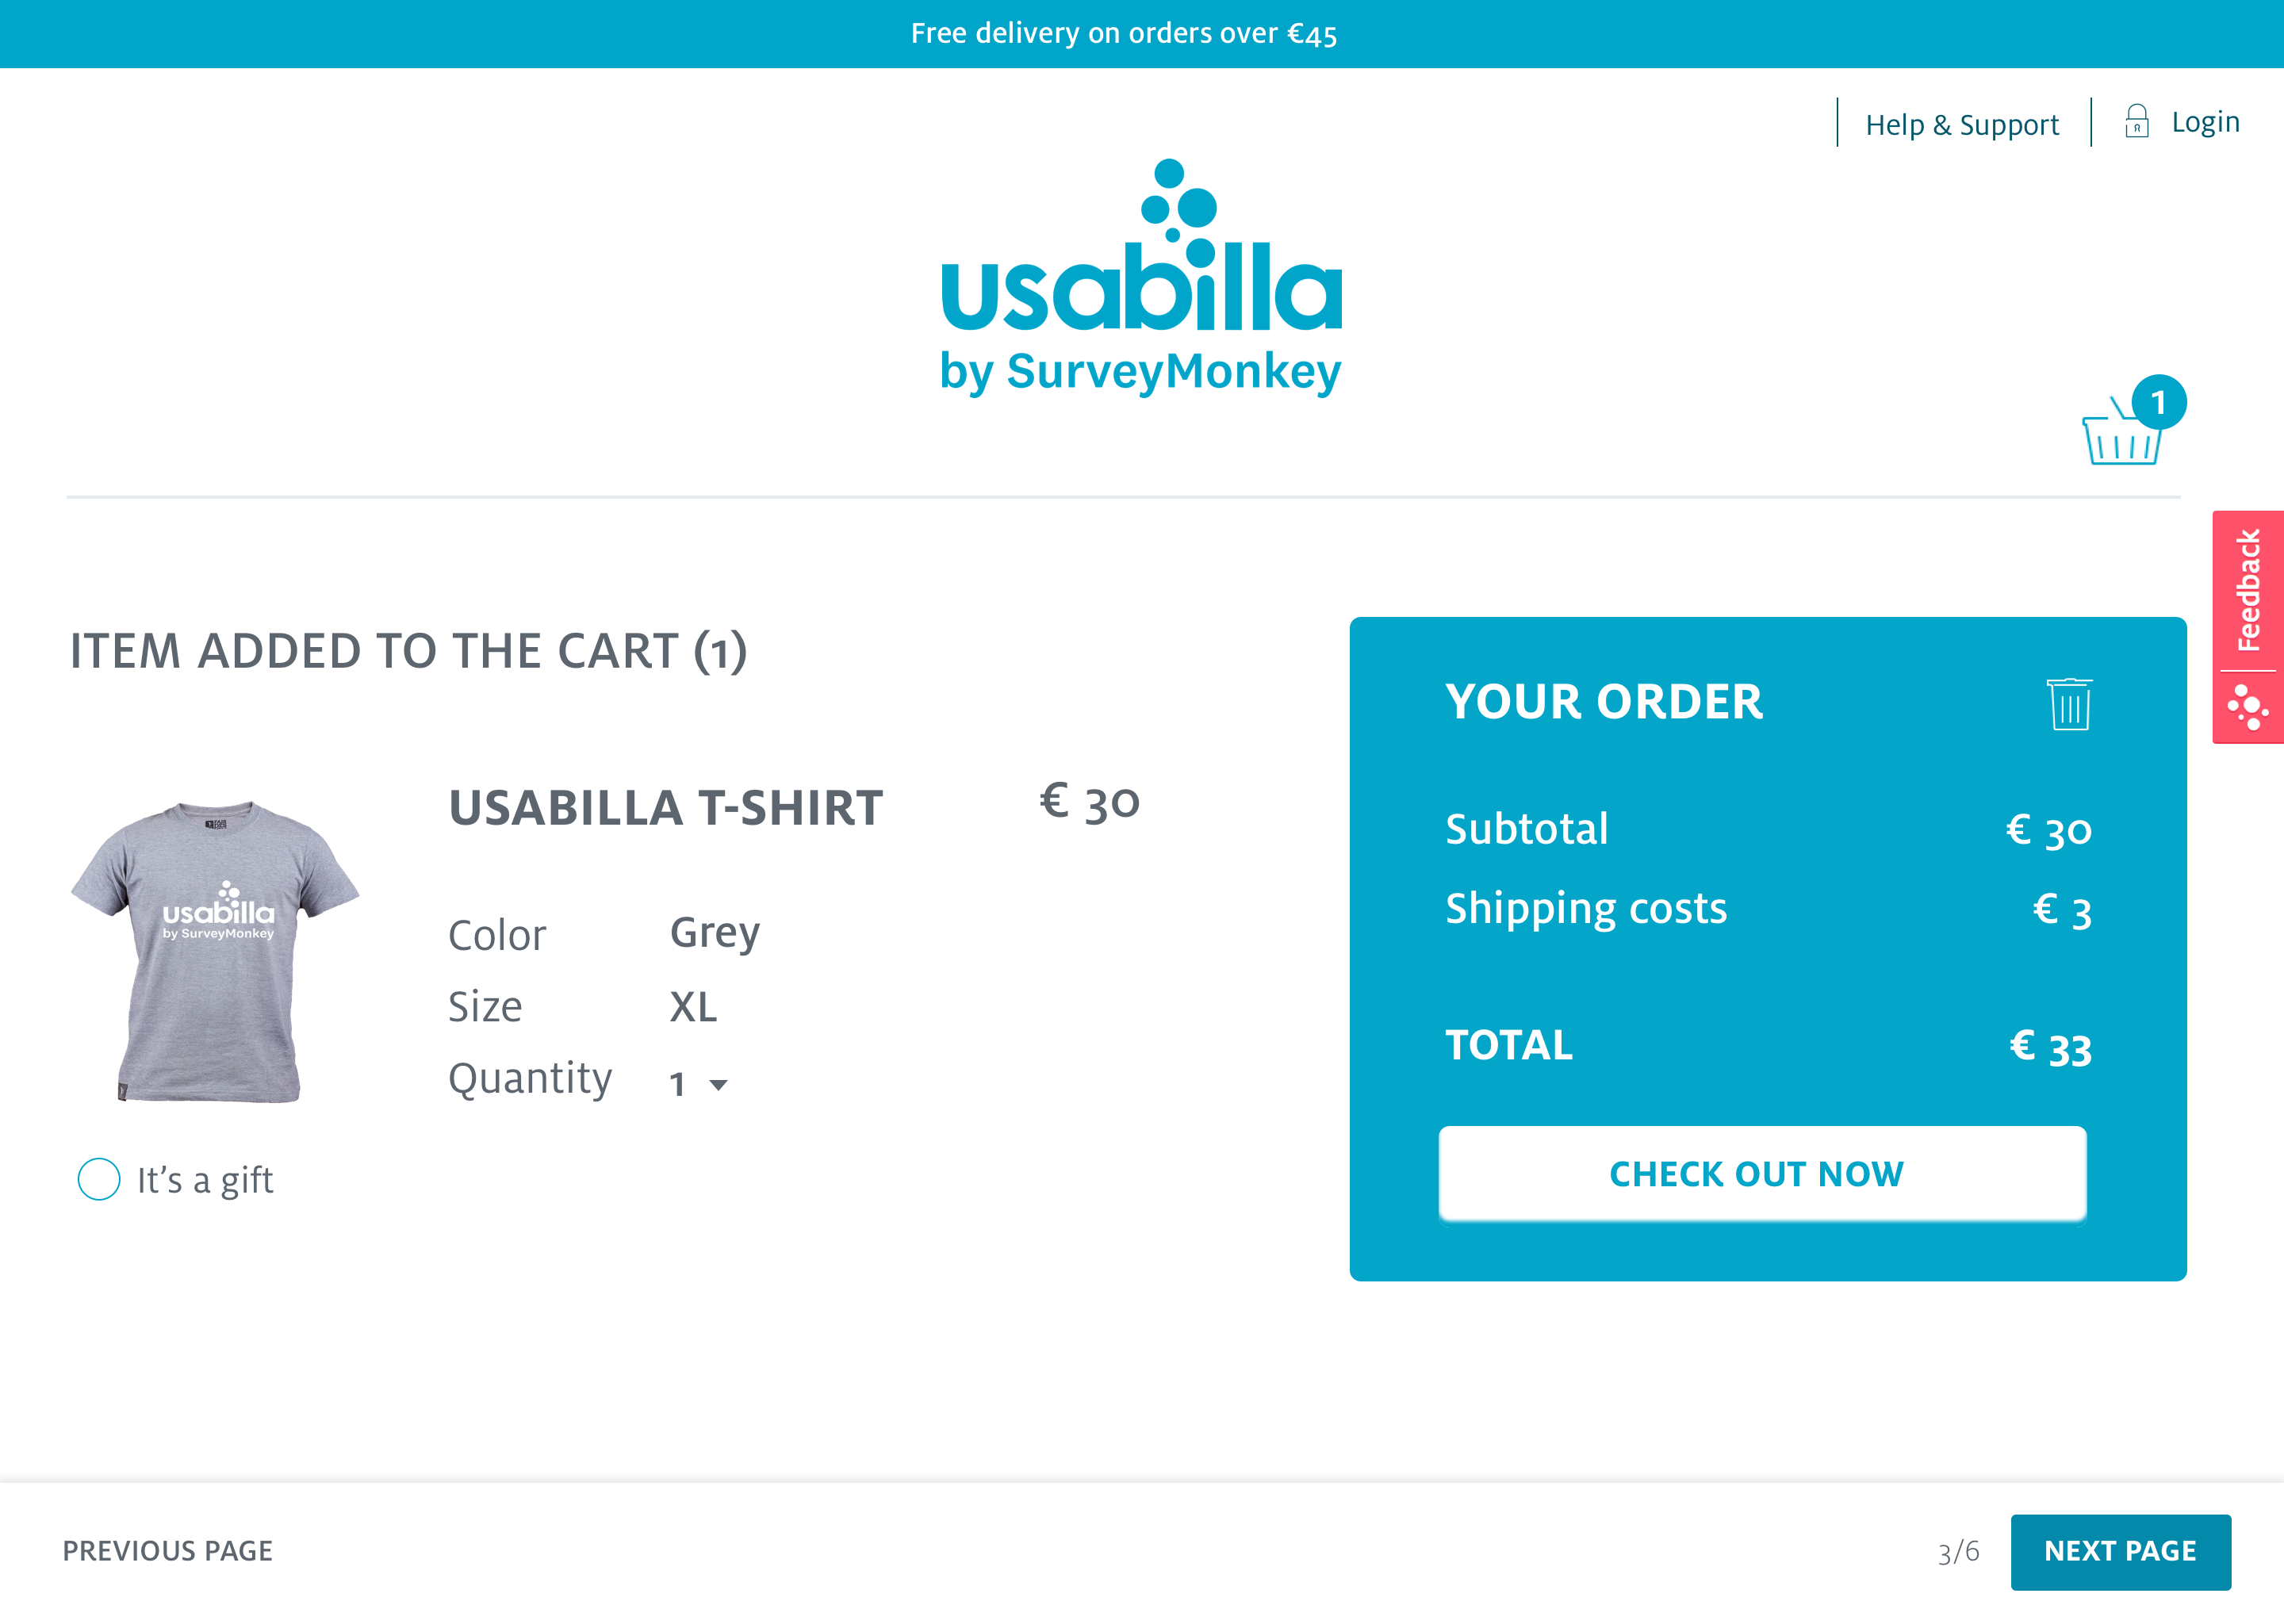 Free delivery on orders over €45
Help & Support
Login
usabilla
by SurveyMonkey
1
Feedback
ITEM ADDED TO THE CART (1)
USABILLA T-SHIRT € 30
usabilla
by SurveyMonkey
Color Grey
Size XL
Quantity 1
It’s a gift
YOUR ORDER
Subtotal € 30
Shipping costs € 3
TOTAL € 33
CHECK OUT NOW
PREVIOUS PAGE
3/6
NEXT PAGE